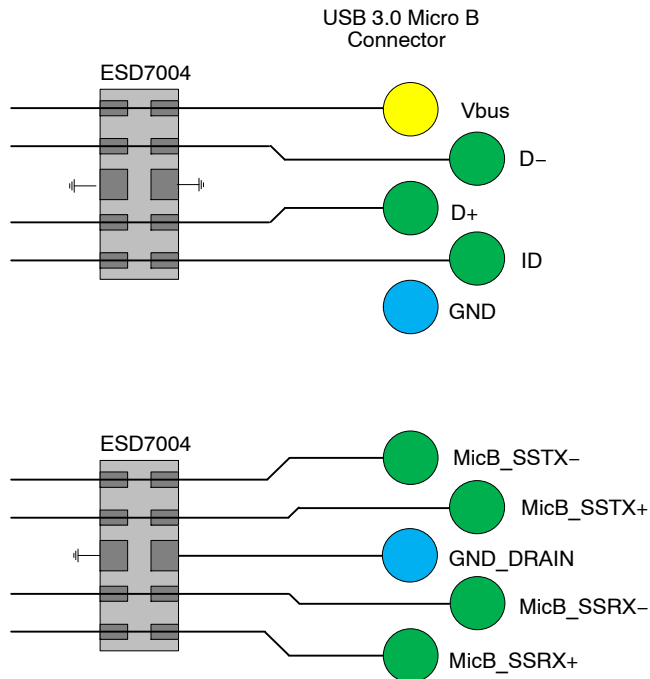 USB 3.0 Micro B
Connector
ESD7004
Vbus
D−
D+
ID
GND
ESD7004
MicB_SSTX−
MicB_SSTX+
GND_DRAIN
MicB_SSRX−
MicB_SSRX+